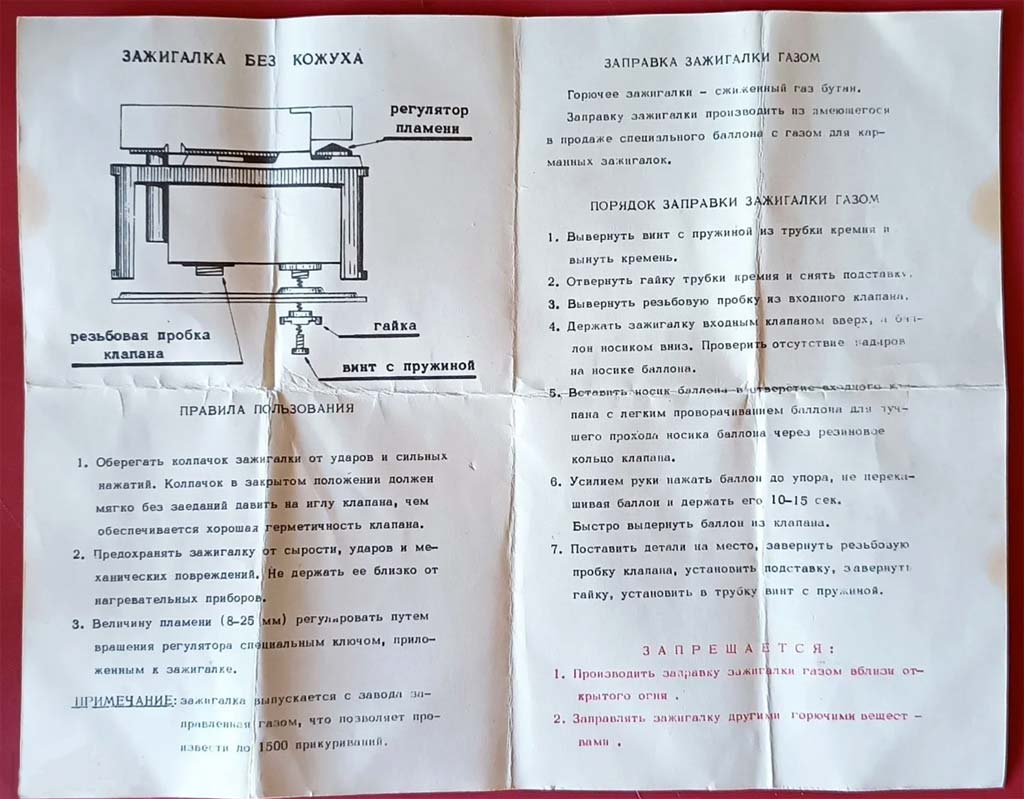 ЗАЖИГАЛКА БЕЗ КОЖУХА
регулятор
пламени
резьбовая пробка
клапана
гайка
винт с пружиной
ПРАВИЛА ПОЛЬЗОВАНИЯ
1. Оберегать колпачок зажигалки от ударов и сильных
нажатий. Колпачок в закрытом положении должен
мягко без заеданий давить на иглу клапана, чем
обеспечивается хорошая герметичность клапана.
2. Предохранять зажигалку от сырости, ударов и ме-
ханических повреждений. Не держать ее близко от
нагревательных приборов.
3. Величину пламени (8-25 мм) регулировать путем
вращения регулятора специальным ключом, прило-
женным к зажигалке.
ПРИМЕЧАНИЕ: зажигалка выпускается с завода за-
правленная газом, что позволяет про-
извести до 1500 прикуриваний.
ЗАПРАВКА ЗАЖИГАЛКИ ГАЗОМ
Горючее зажигалки – сжиженный газ бутан.
Заправку зажигалки производить из имеющегося
в продаже специального баллона с газом для кар-
манных зажигалок.
ПОРЯДОК ЗАПРАВКИ ЗАЖИГАЛКИ ГАЗОМ
1. Вывернуть винт с пружиной из трубки кремня и
вынуть кремень.
2. Отвернуть гайку трубки кремня и снять подставку.
3. Вывернуть резьбовую пробку из входного клапана.
4. Держать зажигалку входным клапаном вверх, а бал-
лон носиком вниз. Проверить отсутствие задиров
на носике баллона.
5. Вставить носик баллона в отверстие входного кла-
пана с легким проворачиванием баллона для луч-
шего прохода носика баллона через резиновое
кольцо клапана.
6. Усилием руки нажать баллон до упора, не перека-
шивая баллон и держать его 10-15 сек.
Быстро выдернуть баллон из клапана.
7. Поставить детали на место, завернуть резьбовую
пробку клапана, установить подставку, завернуть
гайку, установить в трубку винт с пружиной.
ЗАПРЕЩАЕТСЯ:
1. Производить заправку зажигалки газом вблизи от-
крытого огня .
2. Заправлять зажигалку другими горючими вещест -
вами .